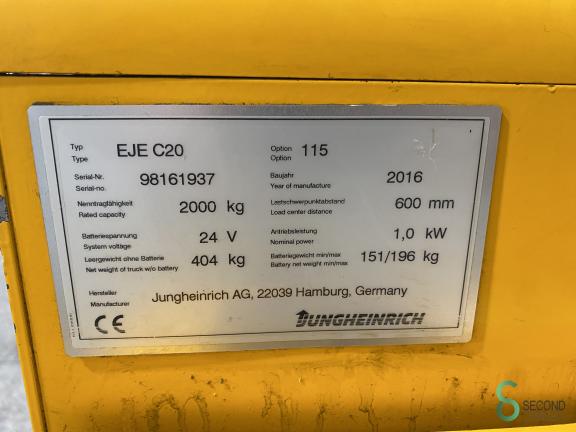 Typ
Type
EJE C20
Option
Option
115
Serial-Nr.
Serial-no.
98161937
Baujahr
Year of manufacture
2016
Nenntragfähigkeit
Rated capacity
2000 kg
Lastschwerpunktabstand
Load center distance
600 mm
Batteriespannung
System voltage
24 V
Antriebsleistung
Nominal power
1,0 kW
Leergewicht ohne Batterie
Net weight of truck w/o battery
404 kg
Batteriegewicht min/max
Battery net weight min/max
151/196 kg
Hersteller
Manufacturer
Jungheinrich AG, 22039 Hamburg, Germany
CE
JUNGHEINRICH
SECOND